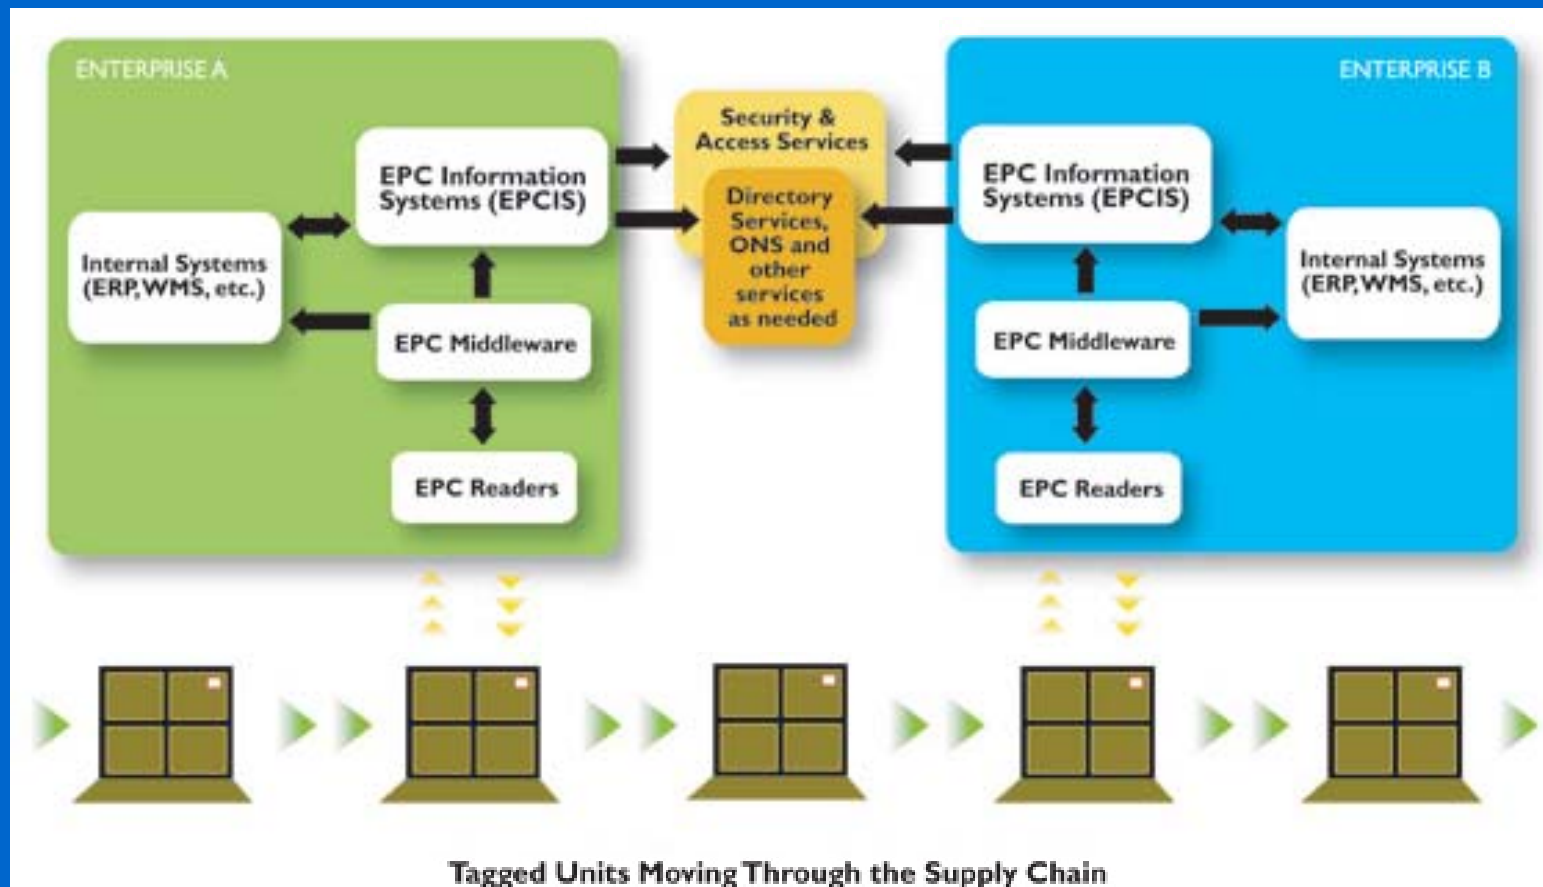 ENTERPRISE A
EPC Information
Systems (EPCIS)
Internal Systems
(ERP, WMS, etc.)
EPC Middleware
EPC Readers
Security &
Access Services
Directory
Services,
ONS and
other
services
as needed
ENTERPRISE B
EPC Information
Systems (EPCIS)
Internal Systems
(ERP, WMS, etc.)
EPC Middleware
EPC Readers
Tagged Units Moving Through the Supply Chain